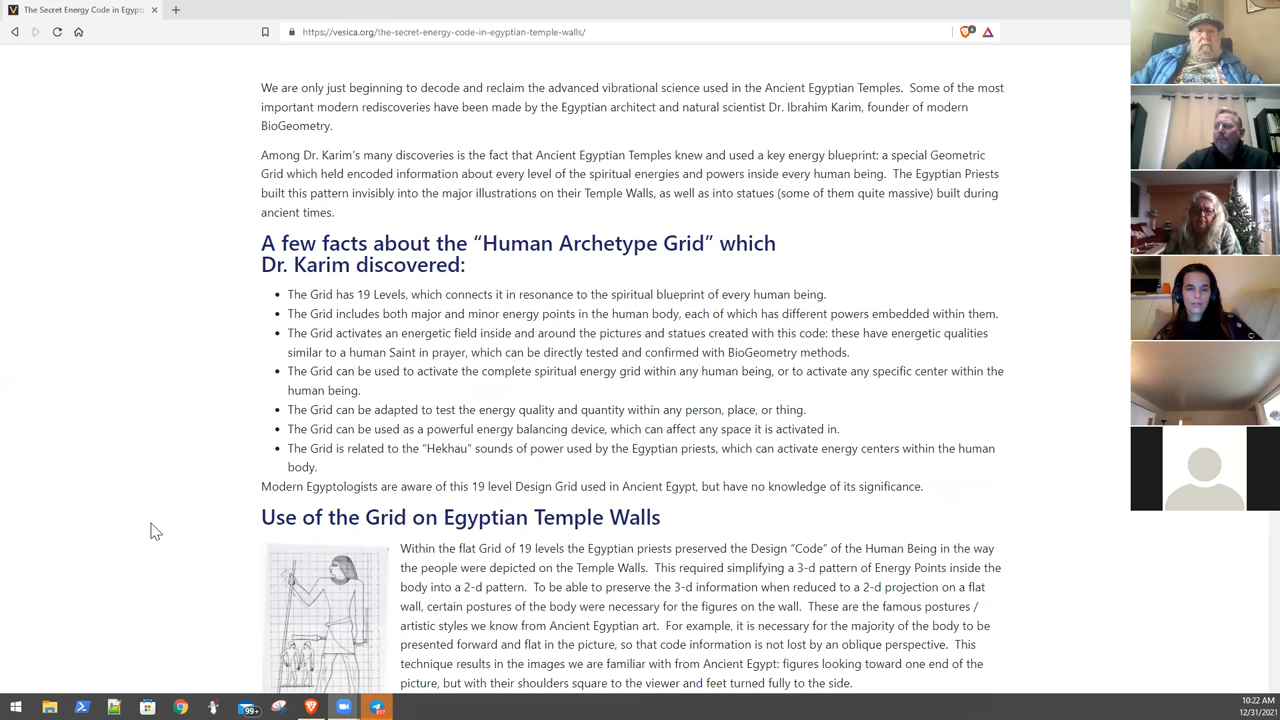 The Secret Energy Code in Egypti
https://vesica.org/the-secret-energy-code-in-egyptian-temple-walls/
We are only just beginning to decode and reclaim the advanced vibrational science used in the Ancient Egyptian Temples. Some of the most
important modern rediscoveries have been made by the Egyptian architect and natural scientist Dr. Ibrahim Karim, founder of modern
BioGeometry.
Among Dr. Karim's many discoveries is the fact that Ancient Egyptian Temples knew and used a key energy blueprint: a special Geometric
Grid which held encoded information about every level of the spiritual energies and powers inside every human being. The Egyptian Priests
built this pattern invisibly into the major illustrations on their Temple Walls, as well as into statues (some of them quite massive) built during
ancient times.
A few facts about the “Human Archetype Grid” which
Dr. Karim discovered:
• The Grid has 19 Levels, which connects it in resonance to the spiritual blueprint of every human being.
• The Grid includes both major and minor energy points in the human body, each of which has different powers embedded within them.
• The Grid activates an energetic field inside and around the pictures and statues created with this code: these have energetic qualities
similar to a human Saint in prayer, which can be directly tested and confirmed with BioGeometry methods.
• The Grid can be used to activate the complete spiritual energy grid within any human being, or to activate any specific center within the
human being.
• The Grid can be adapted to test the energy quality and quantity within any person, place, or thing.
• The Grid can be used as a powerful energy balancing device, which can affect any space it is activated in.
• The Grid is related to the “Hekhau” sounds of power used by the Egyptian priests, which can activate energy centers within the human
body.
Modern Egyptologists are aware of this 19 level Design Grid used in Ancient Egypt, but have no knowledge of its significance.
Use of the Grid on Egyptian Temple Walls
Within the flat Grid of 19 levels the Egyptian priests preserved the Design “Code” of the Human Being in the way
the people were depicted on the Temple Walls. This required simplifying a 3-d pattern of Energy Points inside the
body into a 2-d pattern. To be able to preserve the 3-d information when reduced to a 2-d projection on a flat
wall, certain postures of the body were necessary for the figures on the wall. These are the famous postures /
artistic styles we know from Ancient Egyptian art. For example, it is necessary for the majority of the body to be
presented forward and flat in the picture, so that code information is not lost by an oblique perspective. This
technique results in the images we are familiar with from Ancient Egypt: figures looking toward one end of the
picture, but with their shoulders square to the viewer and feet turned fully to the side.
99+
10:22 AM
12/31/2021